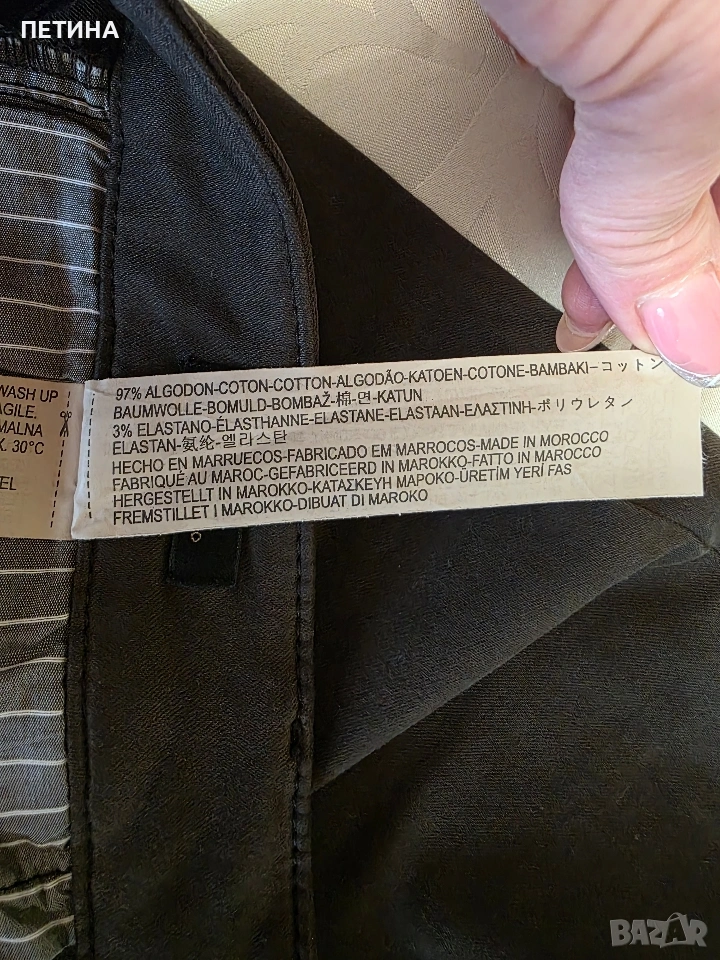 ПЕТИНА
WASH UP
AGILE,
MALNA
X. 30°C
EL
97% ALGODON-COTON-COTTON-ALGODÃO-KATOEN-COTONE-BAMBAKI-コットン
BAUMWOLLE-BOMULD-BOMBAŽ-棉-면-KATUN
3% ELASTANO-ÉLASTHANNE-ELASTANE-ELASTAAN-ΕΛΑΣΤΙΝΗ-ポリウレタン
ELASTAN-氨纶-엘라스탄
HECHO EN MARRUECOS-FABRICADO EM MARROCOS-MADE IN MOROCCO
FABRIQUÉ AU MAROC-GEFABRICEERD IN MAROKKO-FATTO IN MAROCCO
HERGESTELLT IN MAROKKO-ΚΑΤΑΣΚΕΥΗ ΜΑΡΟΚΟ-ÜRETİM YERİ FAS
FREMSTILLET I MAROKKO-DIBUAT DI MAROKO
BAZAR